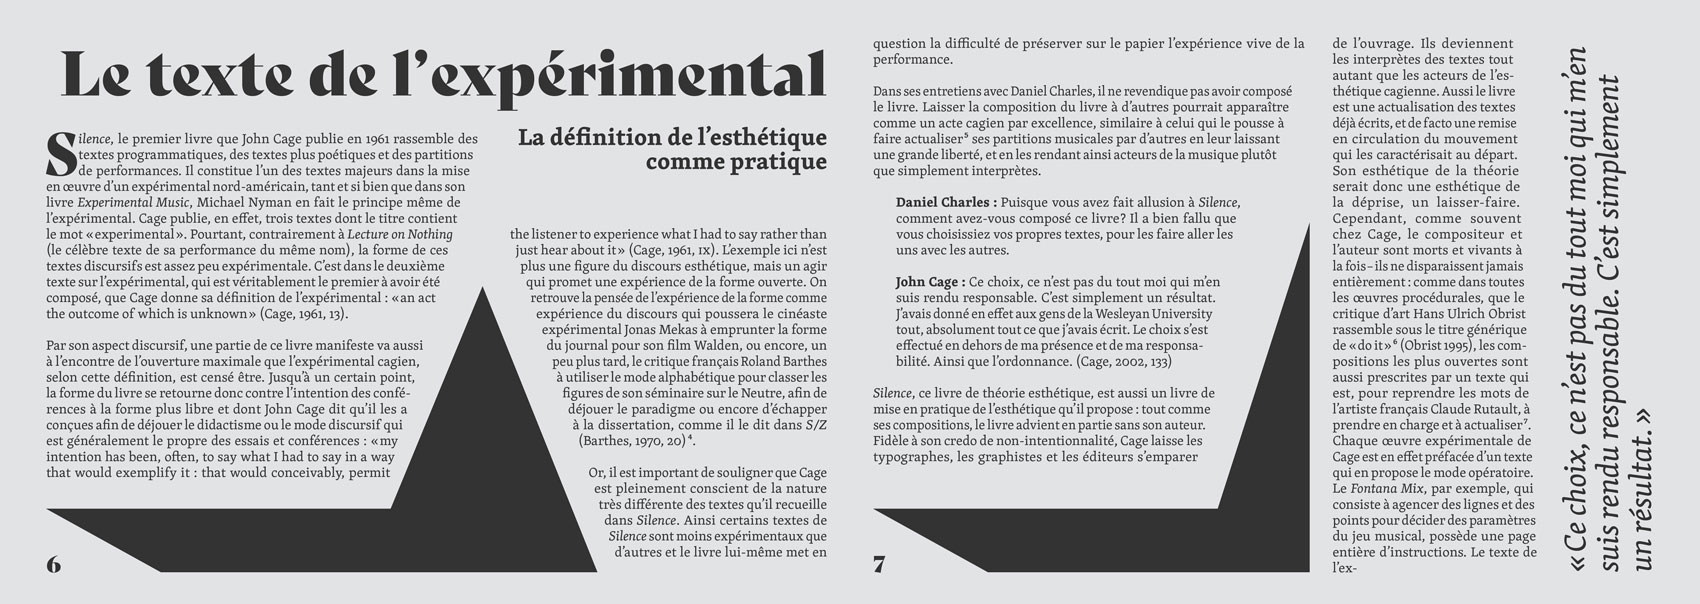 Le texte de l’expérimental
La définition de l’esthétique
comme pratique
Silence, le premier livre que John Cage publie en 1961 rassemble des
textes programmatiques, des textes plus poétiques et des partitions
de performances. Il constitue l’un des textes majeurs dans la mise
en œuvre d’un expérimental nord-américain, tant et si bien que dans son
livre Experimental Music, Michael Nyman en fait le principe même de
l’expérimental. Cage publie, en effet, trois textes dont le titre contient
le mot «expérimental». Pourtant, contrairement à Lecture on Nothing
(le célèbre texte de sa performance du même nom), la forme de ces
textes discursifs est assez peu expérimentale. C’est dans le deuxième
texte sur l’expérimental, qui est véritablement le premier à avoir été
composé, que Cage donne sa définition de l’expérimental : «an act
the outcome of which is unknown» (Cage, 1961, 13).
Par son aspect discursif, une partie de ce livre manifeste va aussi
à l’encontre de l’ouverture maximale que l’expérimental cagien,
selon cette définition, est censé être. Jusqu’à un certain point,
la forme du livre se retourne donc contre l’intention des confé-
rences à la forme plus libre et dont John Cage dit qu’il les a
conçues afin de déjouer le didactisme ou le mode discursif qui
est généralement le propre des essais et conférences : «my
intention has been, often, to say what I had to say in a way
that would exemplify it : that would conceivably, permit
the listener to experience what I had to say rather than
just hear about it» (Cage, 1961, IX). L’exemple ici n’est
plus une figure du discours esthétique, mais un agir
qui promet une expérience de la forme ouverte. On
retrouve la pensée de l’expérience de la forme comme
expérience du discours qui poussera le cinéaste
expérimental Jonas Mekas à emprunter la forme
du journal pour son film Walden, ou encore, un
peu plus tard, le critique français Roland Barthes
à utiliser le mode alphabétique pour classer les
figures de son séminaire sur le Neutre, afin de
déjouer le paradigme ou encore d’échapper
à la dissertation, comme il le dit dans S/Z
(Barthes, 1970, 20)⁴.
Or, il est important de souligner que Cage
est pleinement conscient de la nature
très différente des textes qu’il recueille
dans Silence. Ainsi certains textes de
Silence sont moins expérimentaux que
d’autres et le livre lui-même met en
6
question la difficulté de préserver sur le papier l’expérience vive de la
performance.
Dans ses entretiens avec Daniel Charles, il ne revendique pas avoir composé
le livre. Laisser la composition du livre à d’autres pourrait apparaître
comme un acte cagien par excellence, similaire à celui qui le pousse à
faire actualiser⁵ ses partitions musicales par d’autres en leur laissant
une grande liberté, et en les rendant ainsi acteurs de la musique plutôt
que simplement interprètes.
Daniel Charles : Puisque vous avez fait allusion à Silence,
comment avez-vous composé ce livre? Il a bien fallu que
vous choisissiez vos propres textes, pour les faire aller les
uns avec les autres.
John Cage : Ce choix, ce n’est pas du tout moi qui m’en
suis rendu responsable. C’est simplement un résultat.
J’avais donné en effet aux gens de la Wesleyan University
tout, absolument tout ce que j’avais écrit. Le choix s’est
effectué en dehors de ma présence et de ma responsa-
bilité. Ainsi que l’ordonnance. (Cage, 2002, 133)
Silence, ce livre de théorie esthétique, est aussi un livre de
mise en pratique de l’esthétique qu’il propose : tout comme
ses compositions, le livre advient en partie sans son auteur.
Fidèle à son credo de non-intentionnalité, Cage laisse les
typographes, les graphistes et les éditeurs s’emparer
7
de l’ouvrage. Ils deviennent
les interprètes des textes tout
autant que les acteurs de l’es-
thétique cagienne. Aussi le livre
est une actualisation des textes
déjà écrits, et de facto une remise
en circulation du mouvement
qui les caractérisait au départ.
Son esthétique de la théorie
serait donc une esthétique de
la déprise, un laisser-faire.
Cependant, comme souvent
chez Cage, le compositeur et
l’auteur sont morts et vivants à
la fois–ils ne disparaissent jamais
entièrement : comme dans toutes
les œuvres procédurales, que le
critique d’art Hans Ulrich Obrist
rassemble sous le titre générique
de «do it»⁶ (Obrist 1995), les com-
positions les plus ouvertes sont
aussi prescrites par un texte qui
est, pour reprendre les mots de
l’artiste français Claude Rutault, à
prendre en charge et à actualiser⁷.
Chaque œuvre expérimentale de
Cage est en effet préfacée d’un texte
qui en propose le mode opératoire.
Le Fontana Mix, par exemple, qui
consiste à agencer des lignes et des
points pour décider des paramètres
du jeu musical, possède une page
entière d’instructions. Le texte de
l’ex-
«Ce choix, ce n’est pas du tout moi qui m’en
suis rendu responsable. C’est simplement
un résultat.»